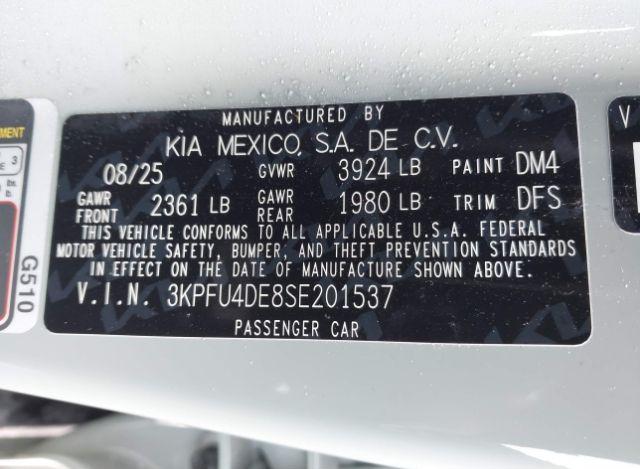 MANUFACTURED BY
KIA MEXICO, S.A. DE C.V.
08/25 GVWR 3924 LB PAINT DM4
GAWR FRONT 2361 LB GAWR REAR 1980 LB TRIM DFS
THIS VEHICLE CONFORMS TO ALL APPLICABLE U.S.A. FEDERAL
MOTOR VEHICLE SAFETY, BUMPER, AND THEFT PREVENTION STANDARDS
IN EFFECT ON THE DATE OF MANUFACTURE SHOWN ABOVE.
V.I.N. 3KPFU4DE8SE201537
PASSENGER CAR
G510